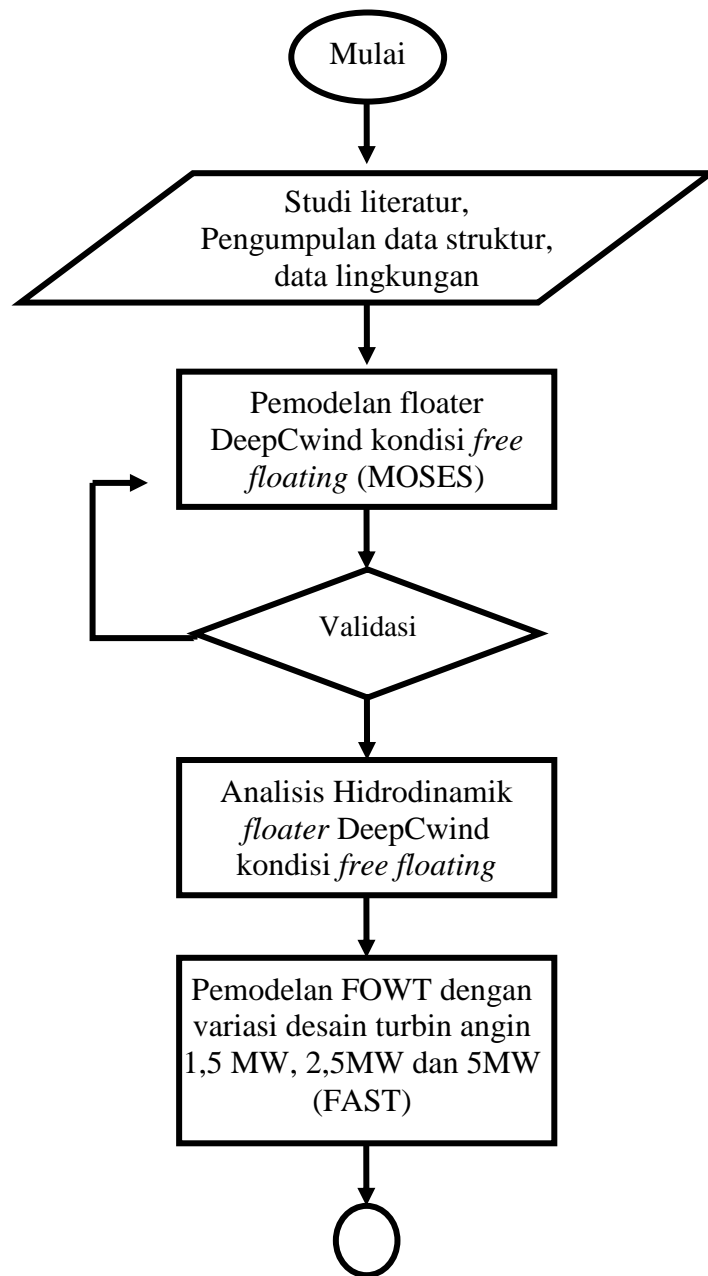 Mulai
Studi literatur,
Pengumpulan data struktur,
data lingkungan
Pemodelan floater
DeepCwind kondisi free
floating (MOSES)
Validasi
Analisis Hidrodinamik
floater DeepCwind
kondisi free floating
Pemodelan FOWT dengan
variasi desain turbin angin
1,5 MW, 2,5MW dan 5MW
(FAST)